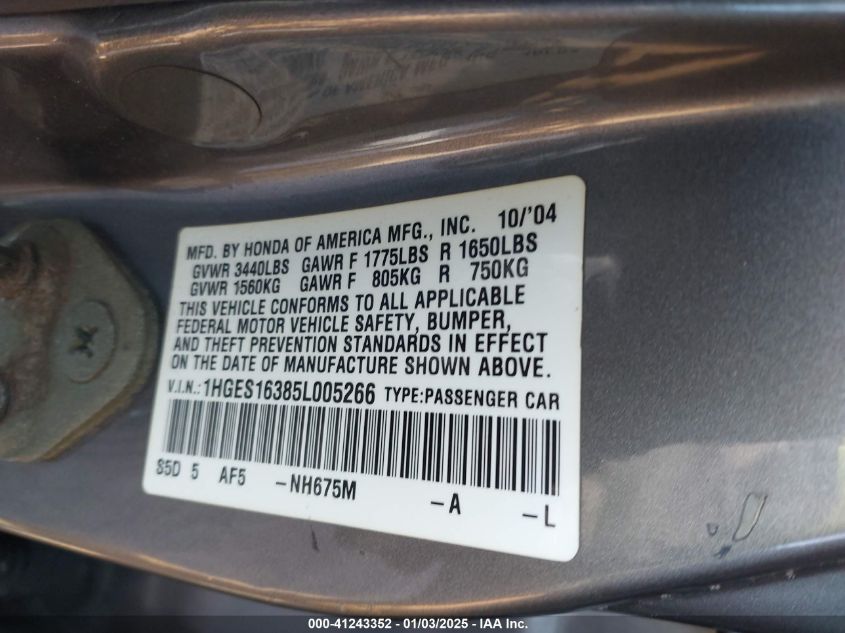 MFD. BY HONDA OF AMERICA MFG., INC. 10/'04
GVWR 3440LBS GAWR F 1775LBS R 1650LBS
GVWR 1560KG GAWR F 805KG R 750KG
THIS VEHICLE CONFORMS TO ALL APPLICABLE
FEDERAL MOTOR VEHICLE SAFETY, BUMPER,
AND THEFT PREVENTION STANDARDS IN EFFECT
ON THE DATE OF MANUFACTURE SHOWN ABOVE.
V.I.N.: 1HGES16385L005266 TYPE:PASSENGER CAR
S5D 5 AF5 -NH675M -A -L
000-41243352 - 01/03/2025 - IAA Inc.